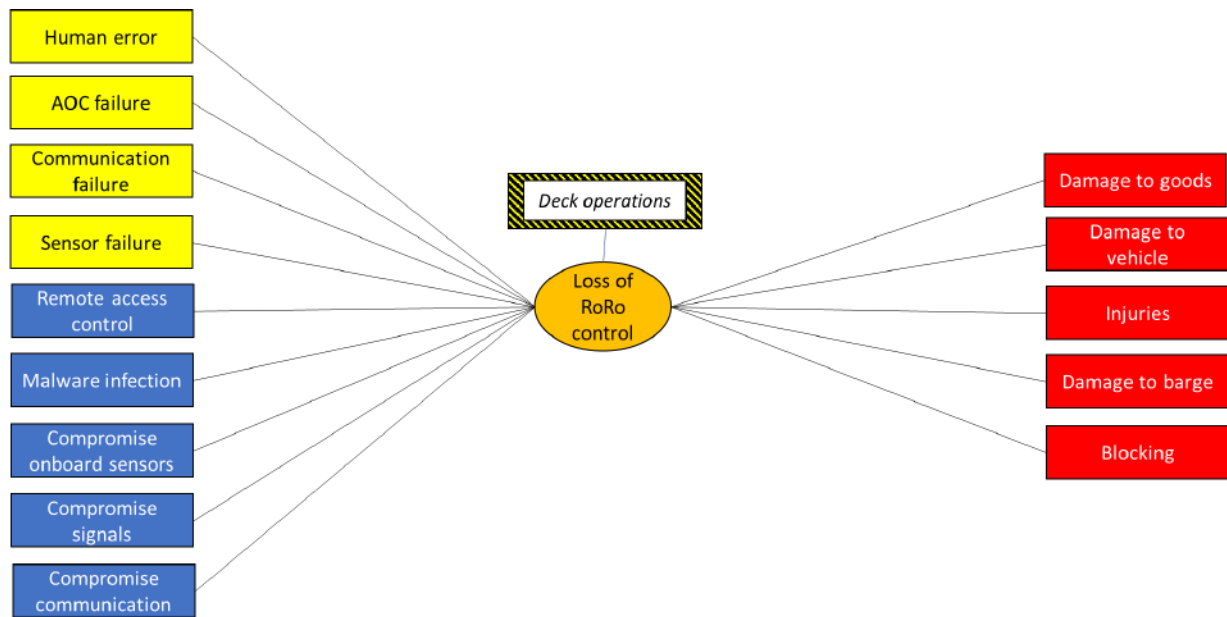 Human error
AOC failure
Communication
failure
Sensor failure
Remote access
control
Malware infection
Compromise
onboard sensors
Compromise
signals
Compromise
communication
Deck operations
Loss of
RoRo
control
Damage to goods
Damage to
vehicle
Injuries
Damage to barge
Blocking